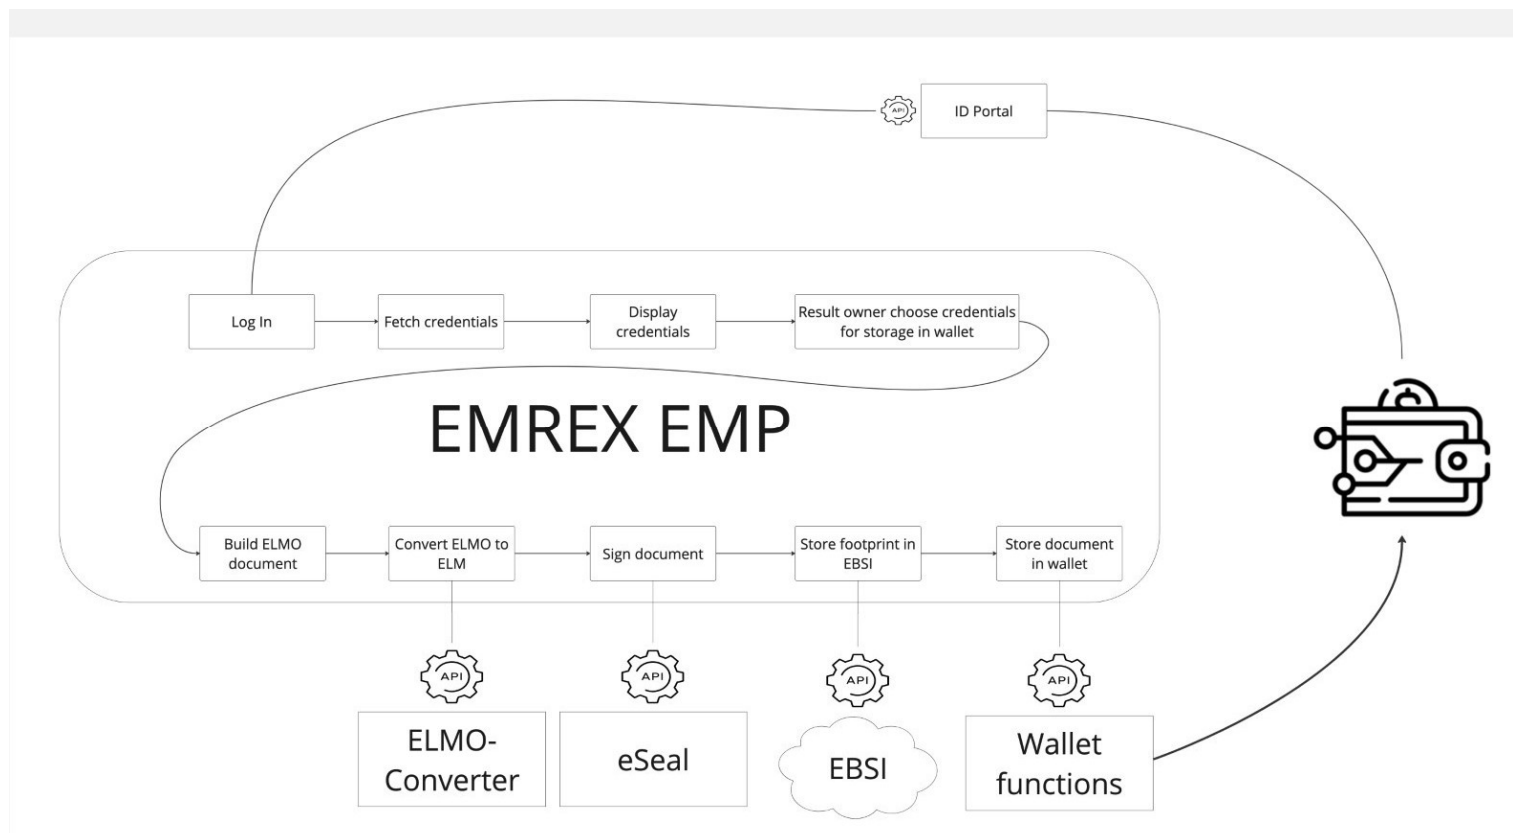 API
ID Portal
Log In
Fetch credentials
Display
credentials
Result owner choose credentials
for storage in wallet
EMREX EMP
Build ELMO
document
Convert ELMO to
ELM
Sign document
Store footprint in
EBSI
Store document
in wallet
API
API
API
API
ELMO-
Converter
eSeal
EBSI
Wallet
functions